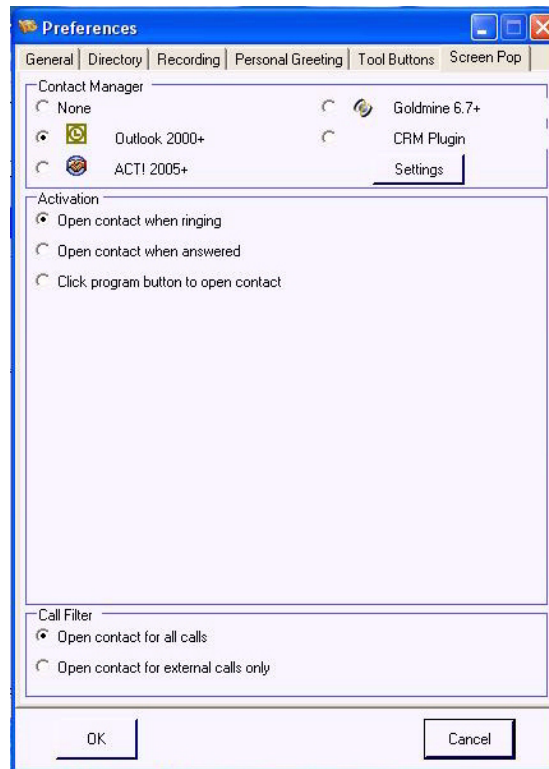 Preferences
General Directory Recording Personal Greeting Tool Buttons Screen Pop
Contact Manager
None Goldmine 6.7+
Outlook 2000+ CRM Plugin
ACT! 2005+ Settings
Activation
Open contact when ringing
Open contact when answered
Click program button to open contact
Call Filter
Open contact for all calls
Open contact for external calls only
OK Cancel